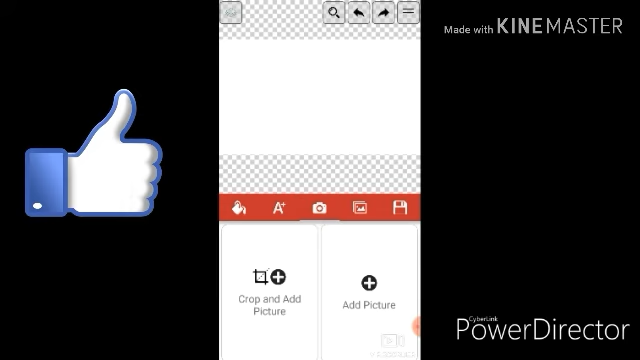 Made with KINEMASTER
A+
Crop and Add
Picture
Add Picture
CyberLink
PowerDirector